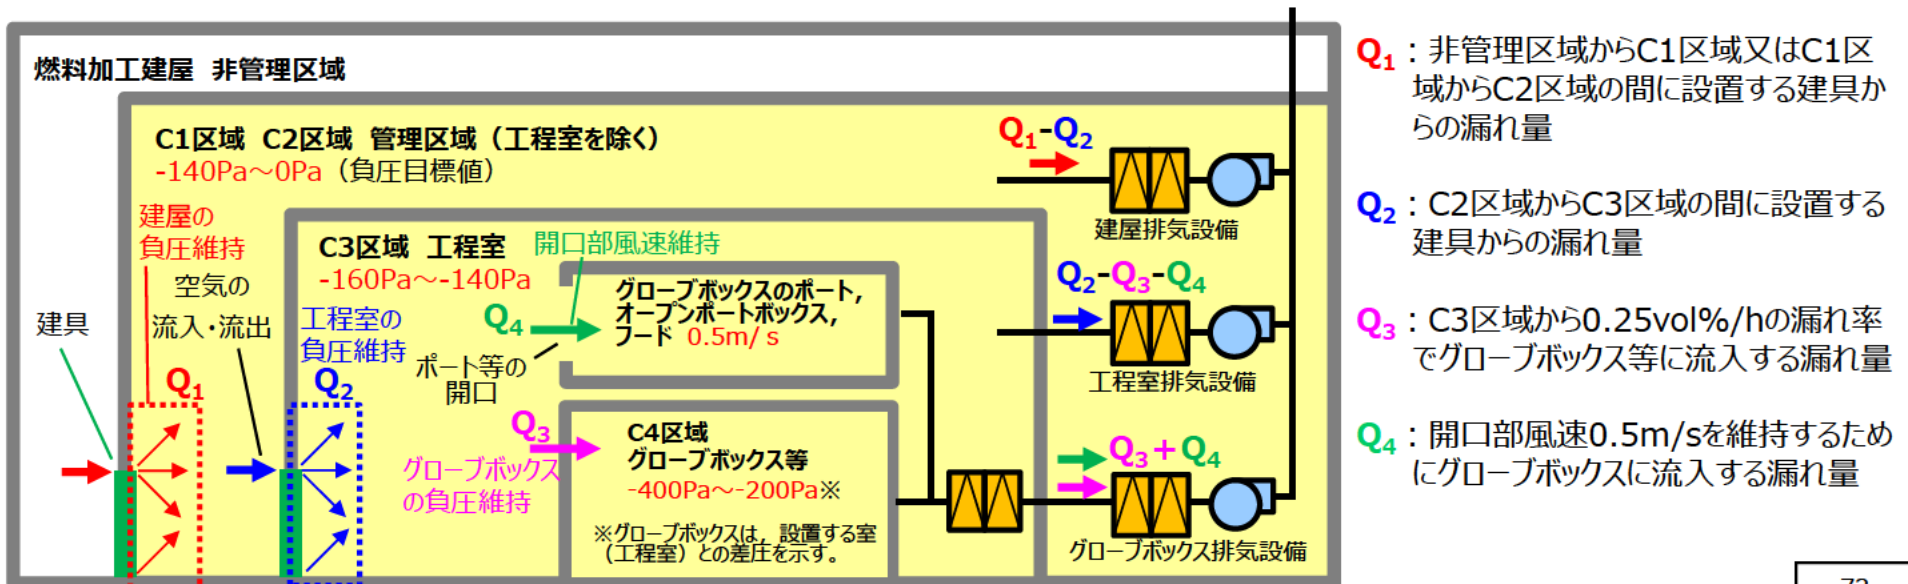 燃料加工建屋 非管理区域
C1区域 C2区域 管理区域（工程室を除く）
-140Pa～0Pa（負圧目標値）
建屋の
負圧維持
空気の
流入・流出
建具
Q1
C3区域 工程室
-160Pa～-140Pa
開口部風速維持
工程室の
負圧維持
Q2
Q4
ポート等の
開口
グローブボックスのポート，
オープンポートボックス，
フード 0.5m/ s
Q3
グローブボックス
の負圧維持
C4区域
グローブボックス等
-400Pa～-200Pa※
※グローブボックスは，設置する室
（工程室）との差圧を示す。
Q1-Q2
建屋排気設備
Q2-Q3-Q4
工程室排気設備
Q3＋Q4
グローブボックス排気設備
Q1：非管理区域からC1区域又はC1区
域からC2区域の間に設置する建具か
らの漏れ量
Q2：C2区域からC3区域の間に設置する
建具からの漏れ量
Q3：C3区域から0.25vol%/hの漏れ率
でグローブボックス等に流入する漏れ量
Q4：開口部風速0.5m/sを維持するため
にグローブボックスに流入する漏れ量